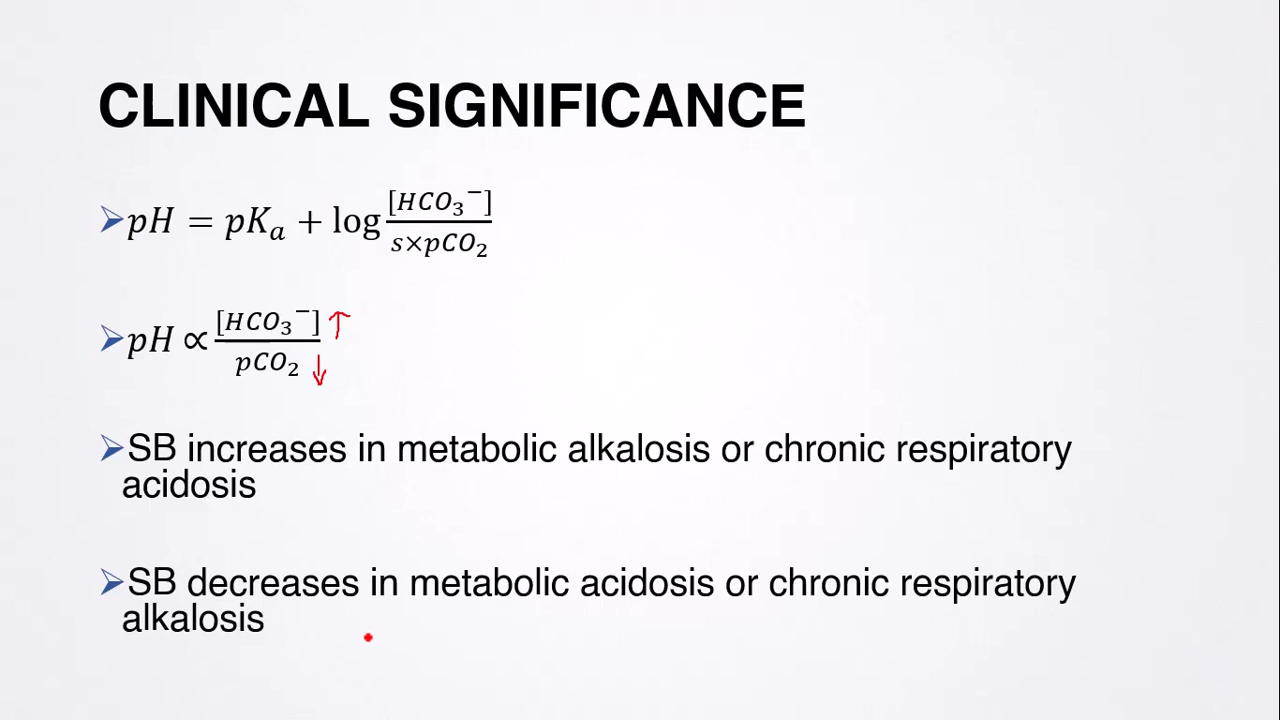 CLINICAL SIGNIFICANCE
➢pH = pKₐ + log [HCO₃⁻] / s×pCO₂
➢pH ∝ [HCO₃⁻] ↑ / pCO₂ ↓
➢SB increases in metabolic alkalosis or chronic respiratory
acidosis
➢SB decreases in metabolic acidosis or chronic respiratory
alkalosis